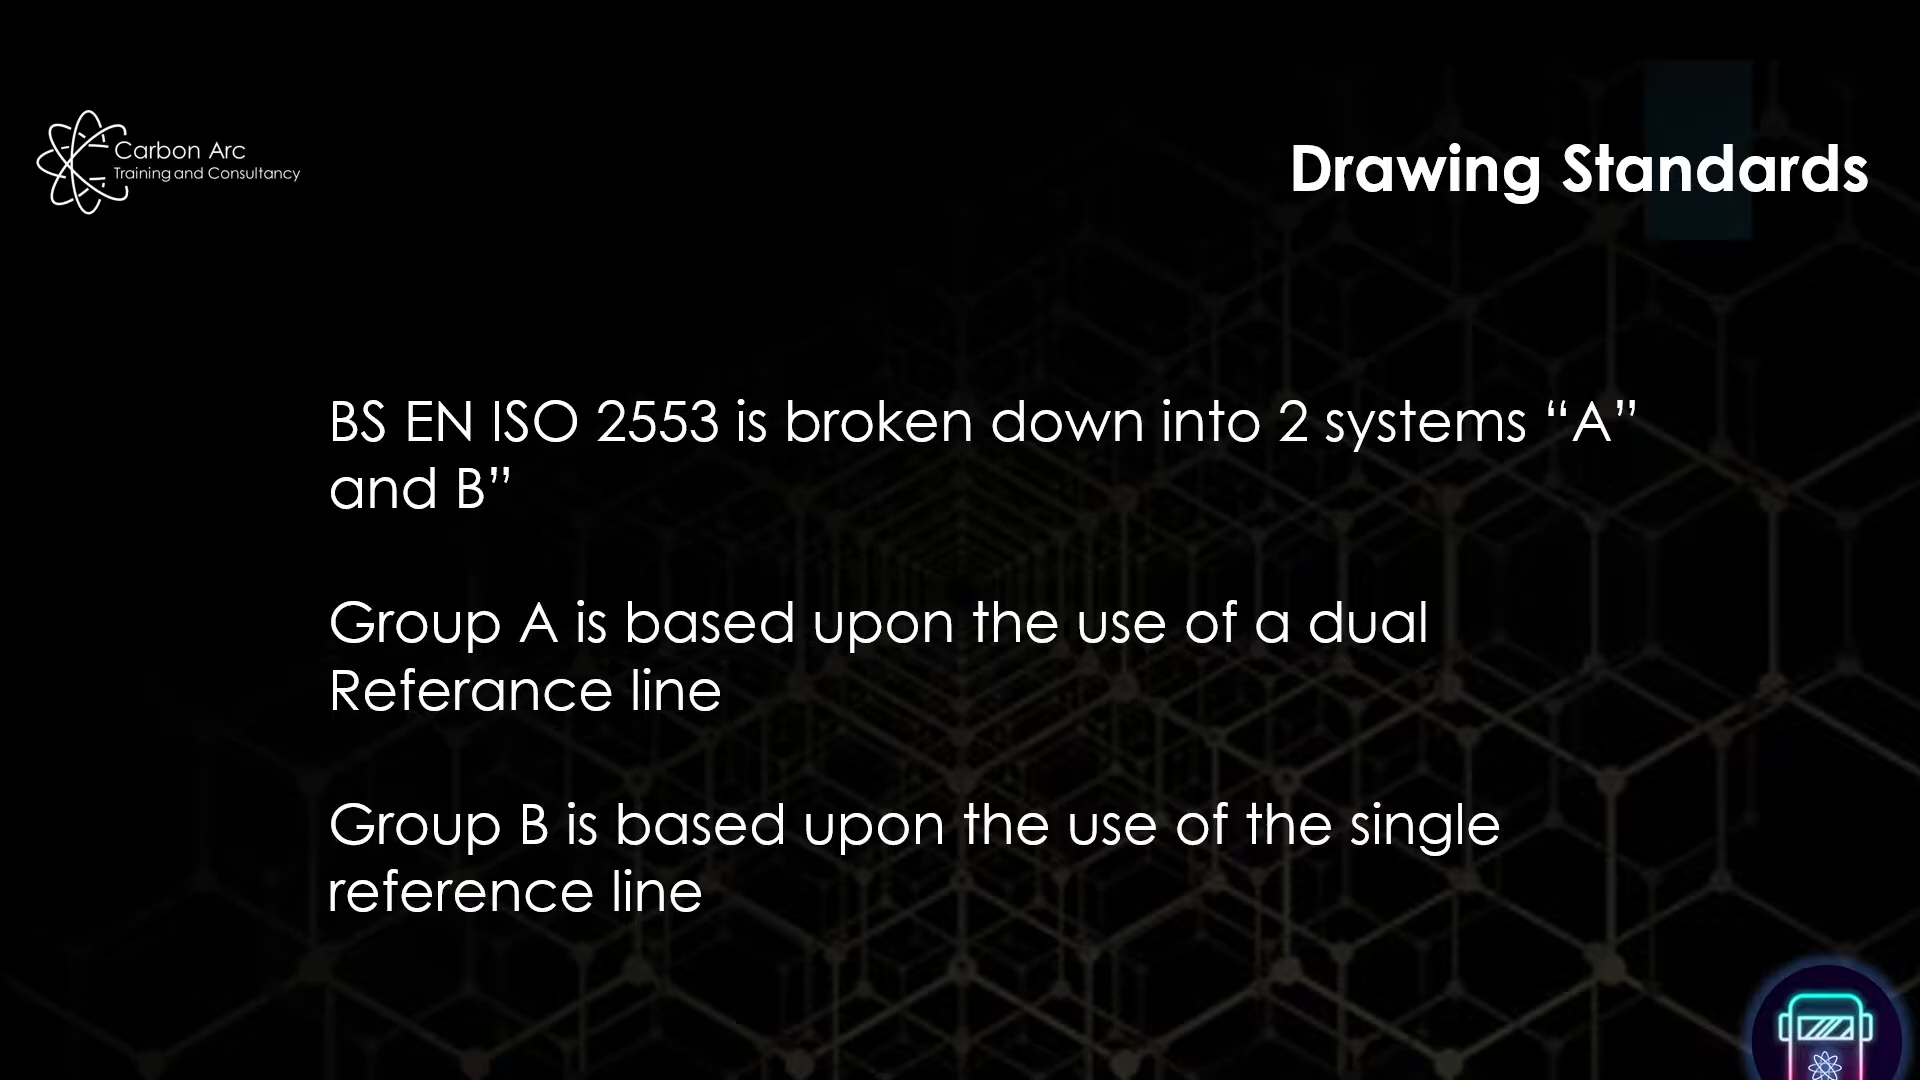 Carbon Arc
Training and Consultancy
Drawing Standards
BS EN ISO 2553 is broken down into 2 systems “A”
and B”
Group A is based upon the use of a dual
Referance line
Group B is based upon the use of the single
reference line